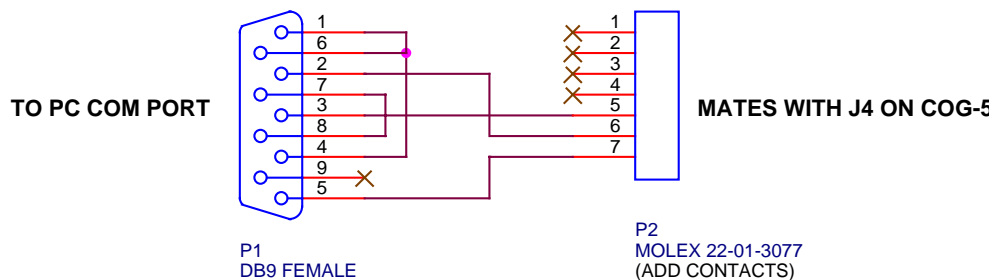 1
6
2
7
3
8
4
9
5
TO PC COM PORT
P1
DB9 FEMALE
1
2
3
4
5
6
7
MATES WITH J4 ON COG-5
P2
MOLEX 22-01-3077
(ADD CONTACTS)